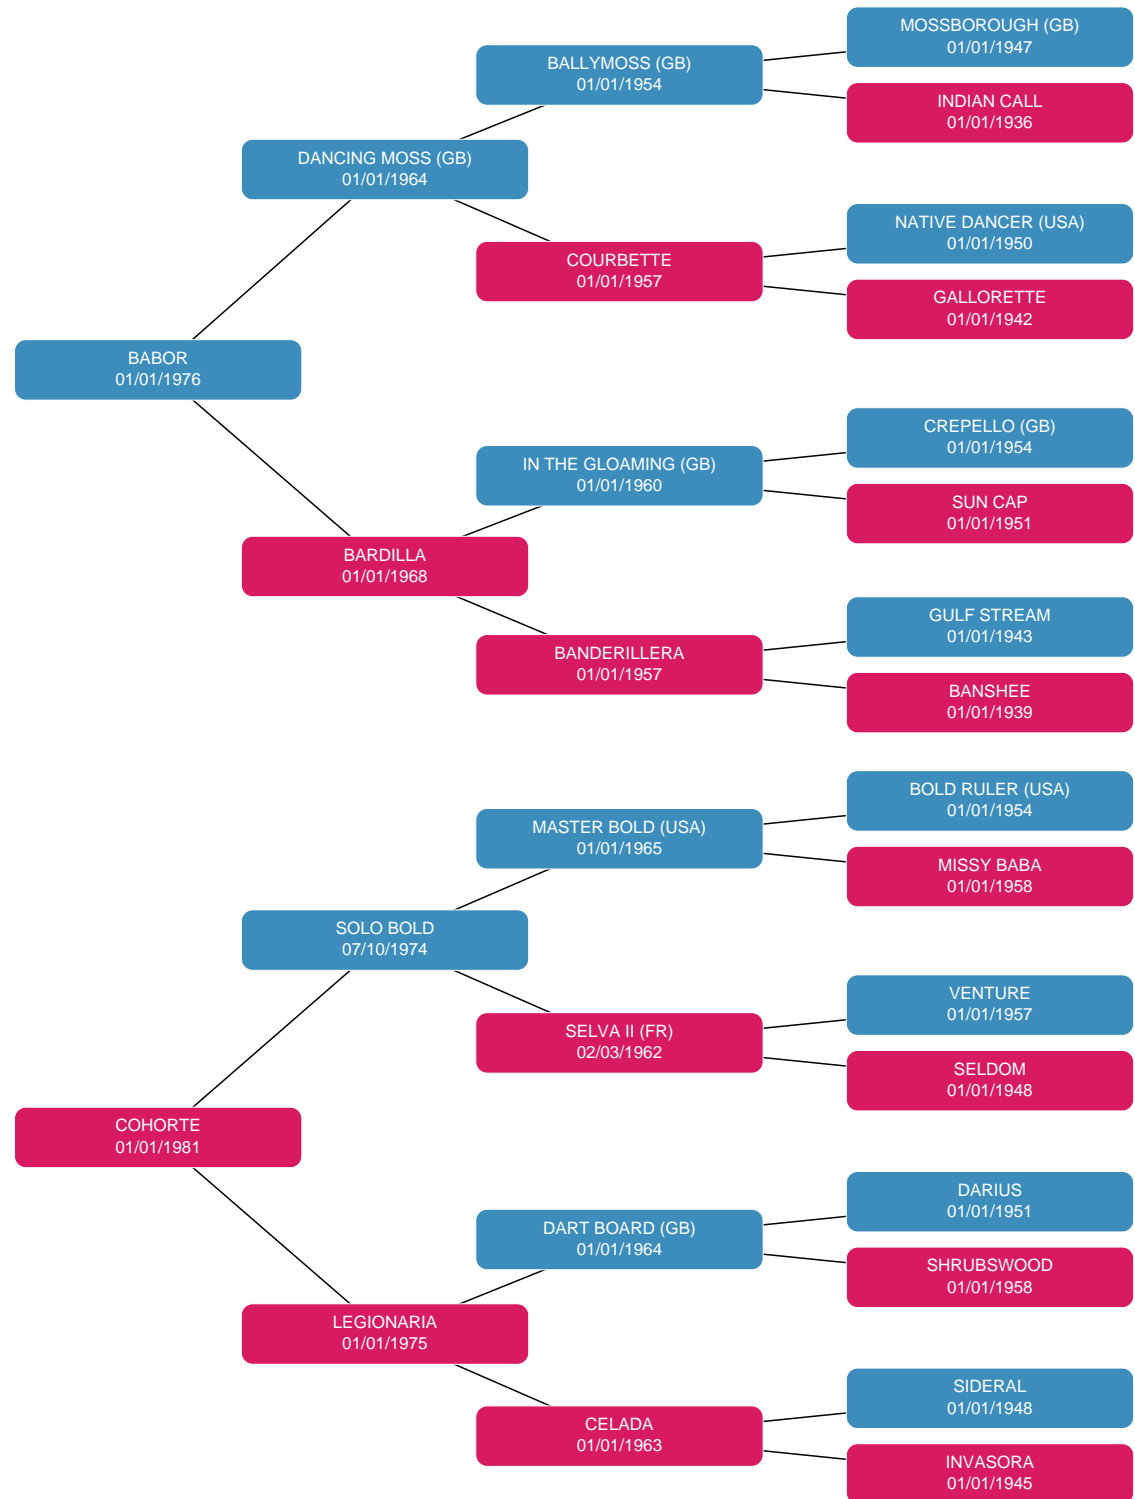 MOSSBOROUGH (GB)
01/01/1947
BALLYMOSS (GB)
01/01/1954
INDIAN CALL
01/01/1936
DANCING MOSS (GB)
01/01/1964
NATIVE DANCER (USA)
01/01/1950
COURBETTE
01/01/1957
GALLORETTE
01/01/1942
BABOR
01/01/1976
CREPELLO (GB)
01/01/1954
IN THE GLOAMING (GB)
01/01/1960
SUN CAP
01/01/1951
BARDILLA
01/01/1968
GULF STREAM
01/01/1943
BANDERILLERA
01/01/1957
BANSHEE
01/01/1939
BOLD RULER (USA)
01/01/1954
MASTER BOLD (USA)
01/01/1965
MISSY BABA
01/01/1958
SOLO BOLD
07/10/1974
VENTURE
01/01/1957
SELVA II (FR)
02/03/1962
SELDOM
01/01/1948
COHORTE
01/01/1981
DARIUS
01/01/1951
DART BOARD (GB)
01/01/1964
SHRUBSWOOD
01/01/1958
LEGIONARIA
01/01/1975
SIDERAL
01/01/1948
CELADA
01/01/1963
INVASORA
01/01/1945